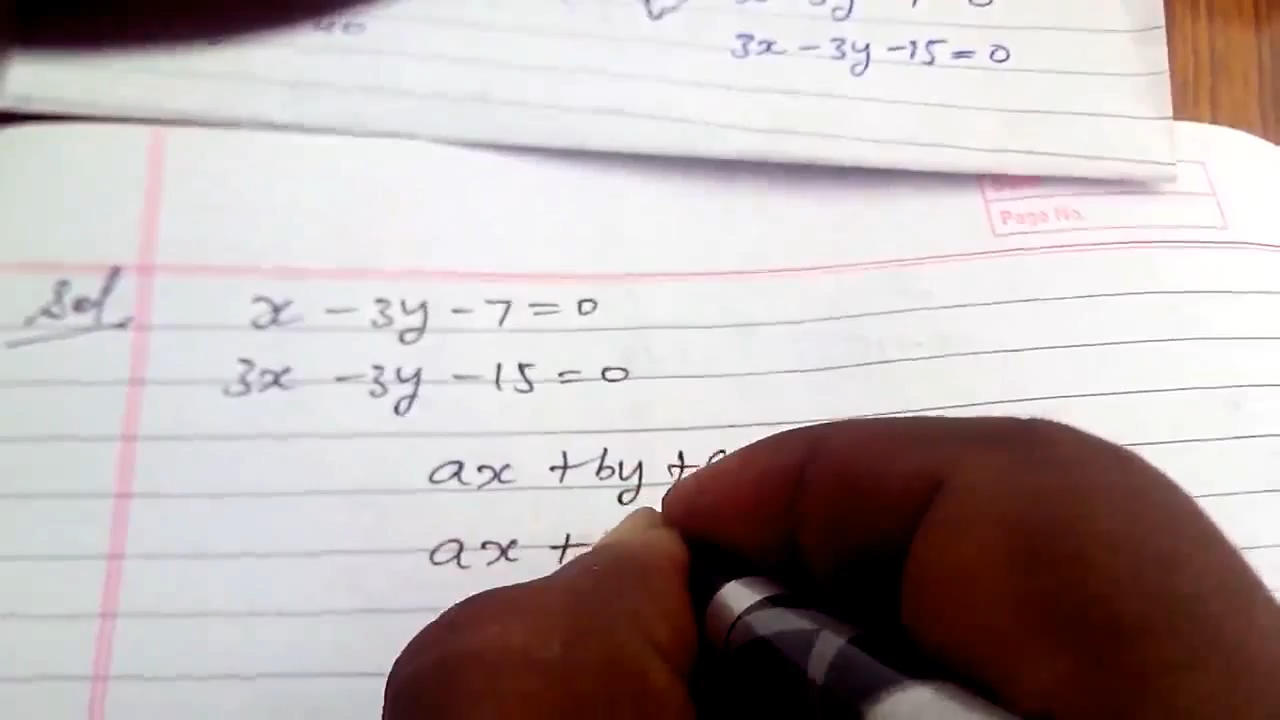 3x - 3y - 15 = 0
Page No.
Sol
x - 3y - 7 = 0
3x - 3y - 15 = 0
ax + by +
ax +